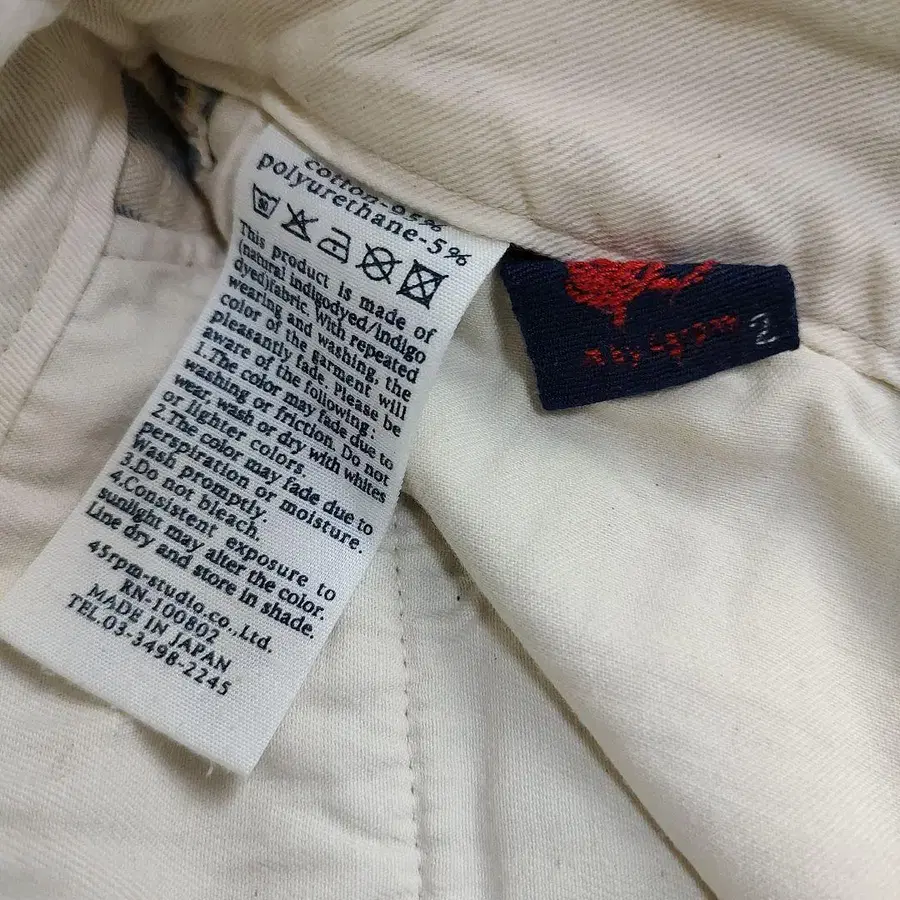 cotton-95%
polyurethane-5%
This product is made of
(natural indigodyed/indigo
dyed)fabric. With repeated
wearing and washing, the
color of the garment will
pleasantly fade. Please be
aware of the following:
1.The color may fade due to
washing or friction. Do not
wear, wash or dry with whites
or lighter colors.
2.The color may fade due to
perspiration or moisture.
Wash promptly.
3.Do not bleach.
4.Consistent exposure to
sunlight may alter the color.
Line dry and store in shade.
45rpm-studio.co.,Ltd.
RN-100802
MADE IN JAPAN
TEL.03-3498-2245
R by 45rpm
2